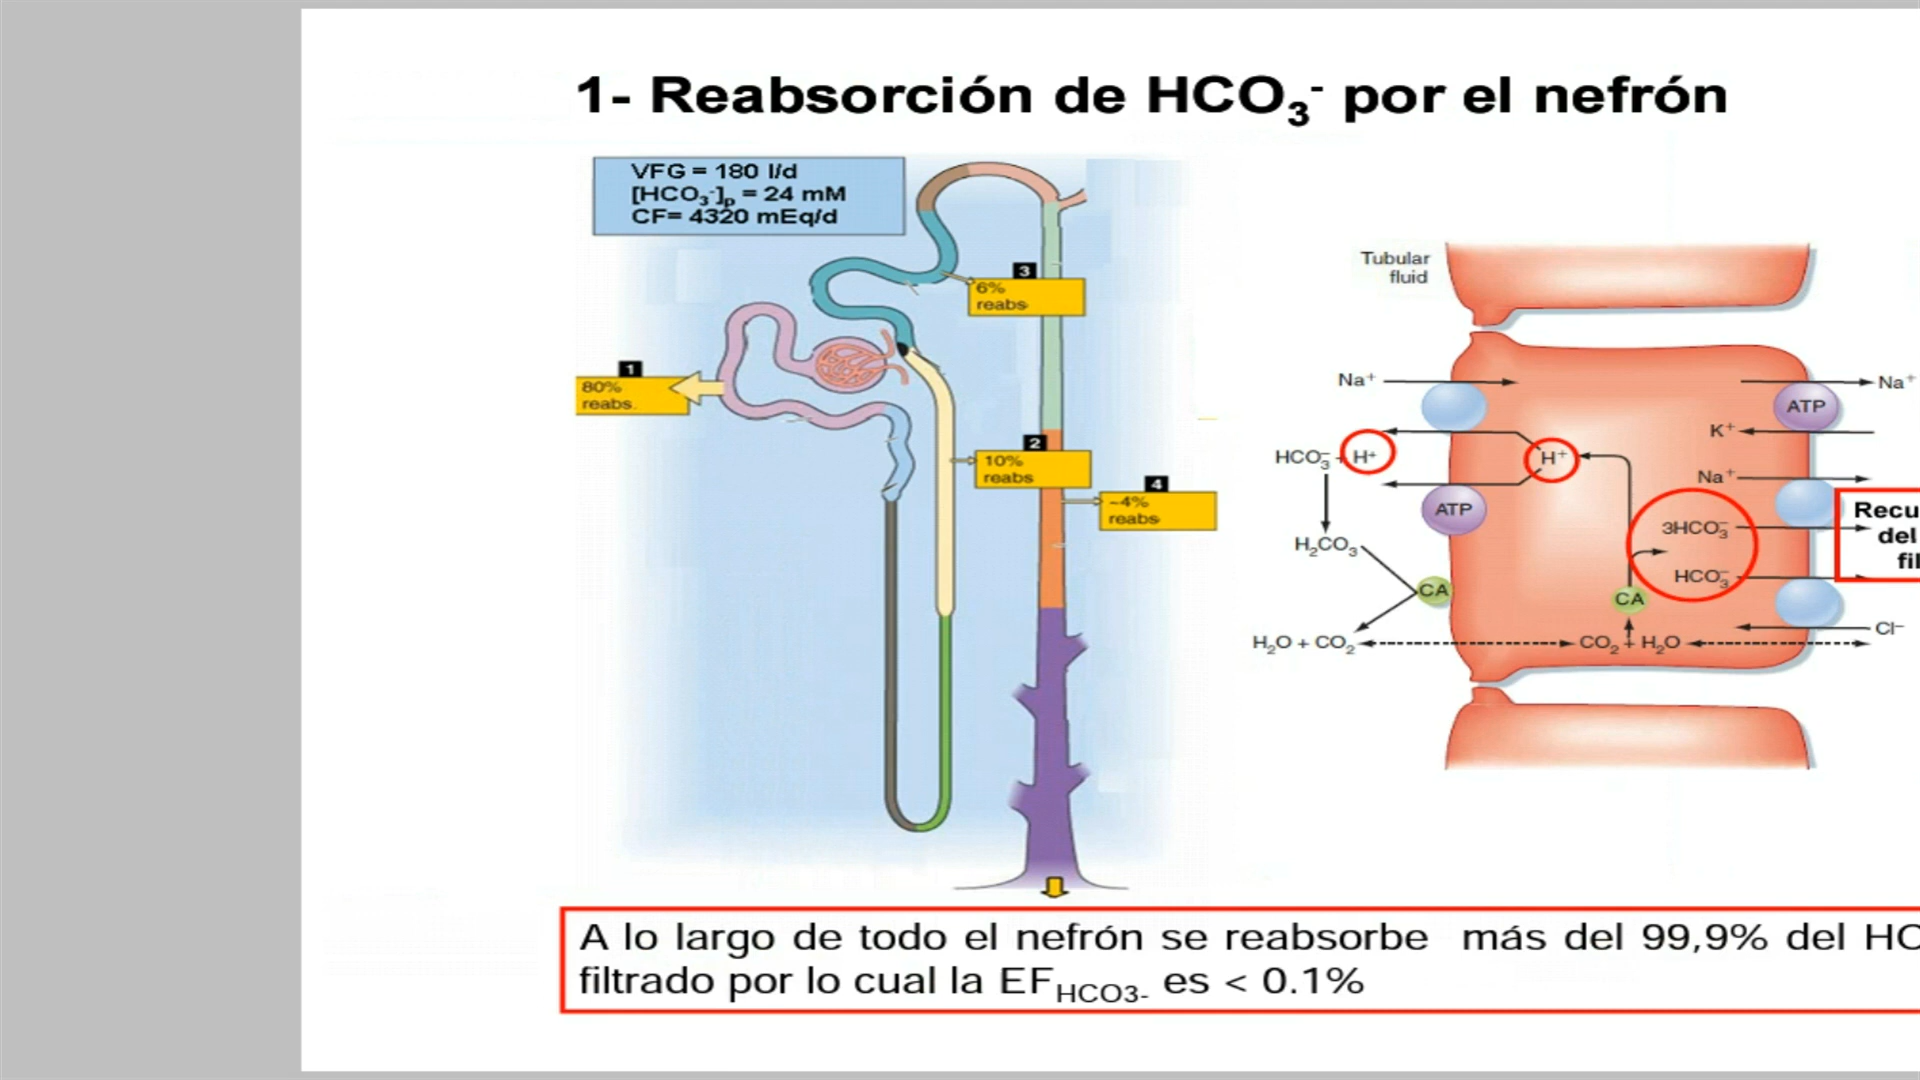 1- Reabsorción de HCO3- por el nefrón
VFG = 180 l/d
[HCO3-]p = 24 mM
CF= 4320 mEq/d
3
6%
reabs
1
80%
reabs.
2
10%
reabs
4
~4%
reabs
Tubular
fluid
Na+
Na+
ATP
K+
HCO3- + H+
H+
Na+
ATP
3HCO3-
Recu
del
fil
H2CO3
HCO3-
CA
CA
Cl-
H2O + CO2
CO2 + H2O
A lo largo de todo el nefrón se reabsorbe más del 99,9% del HC
filtrado por lo cual la EFHCO3- es < 0.1%